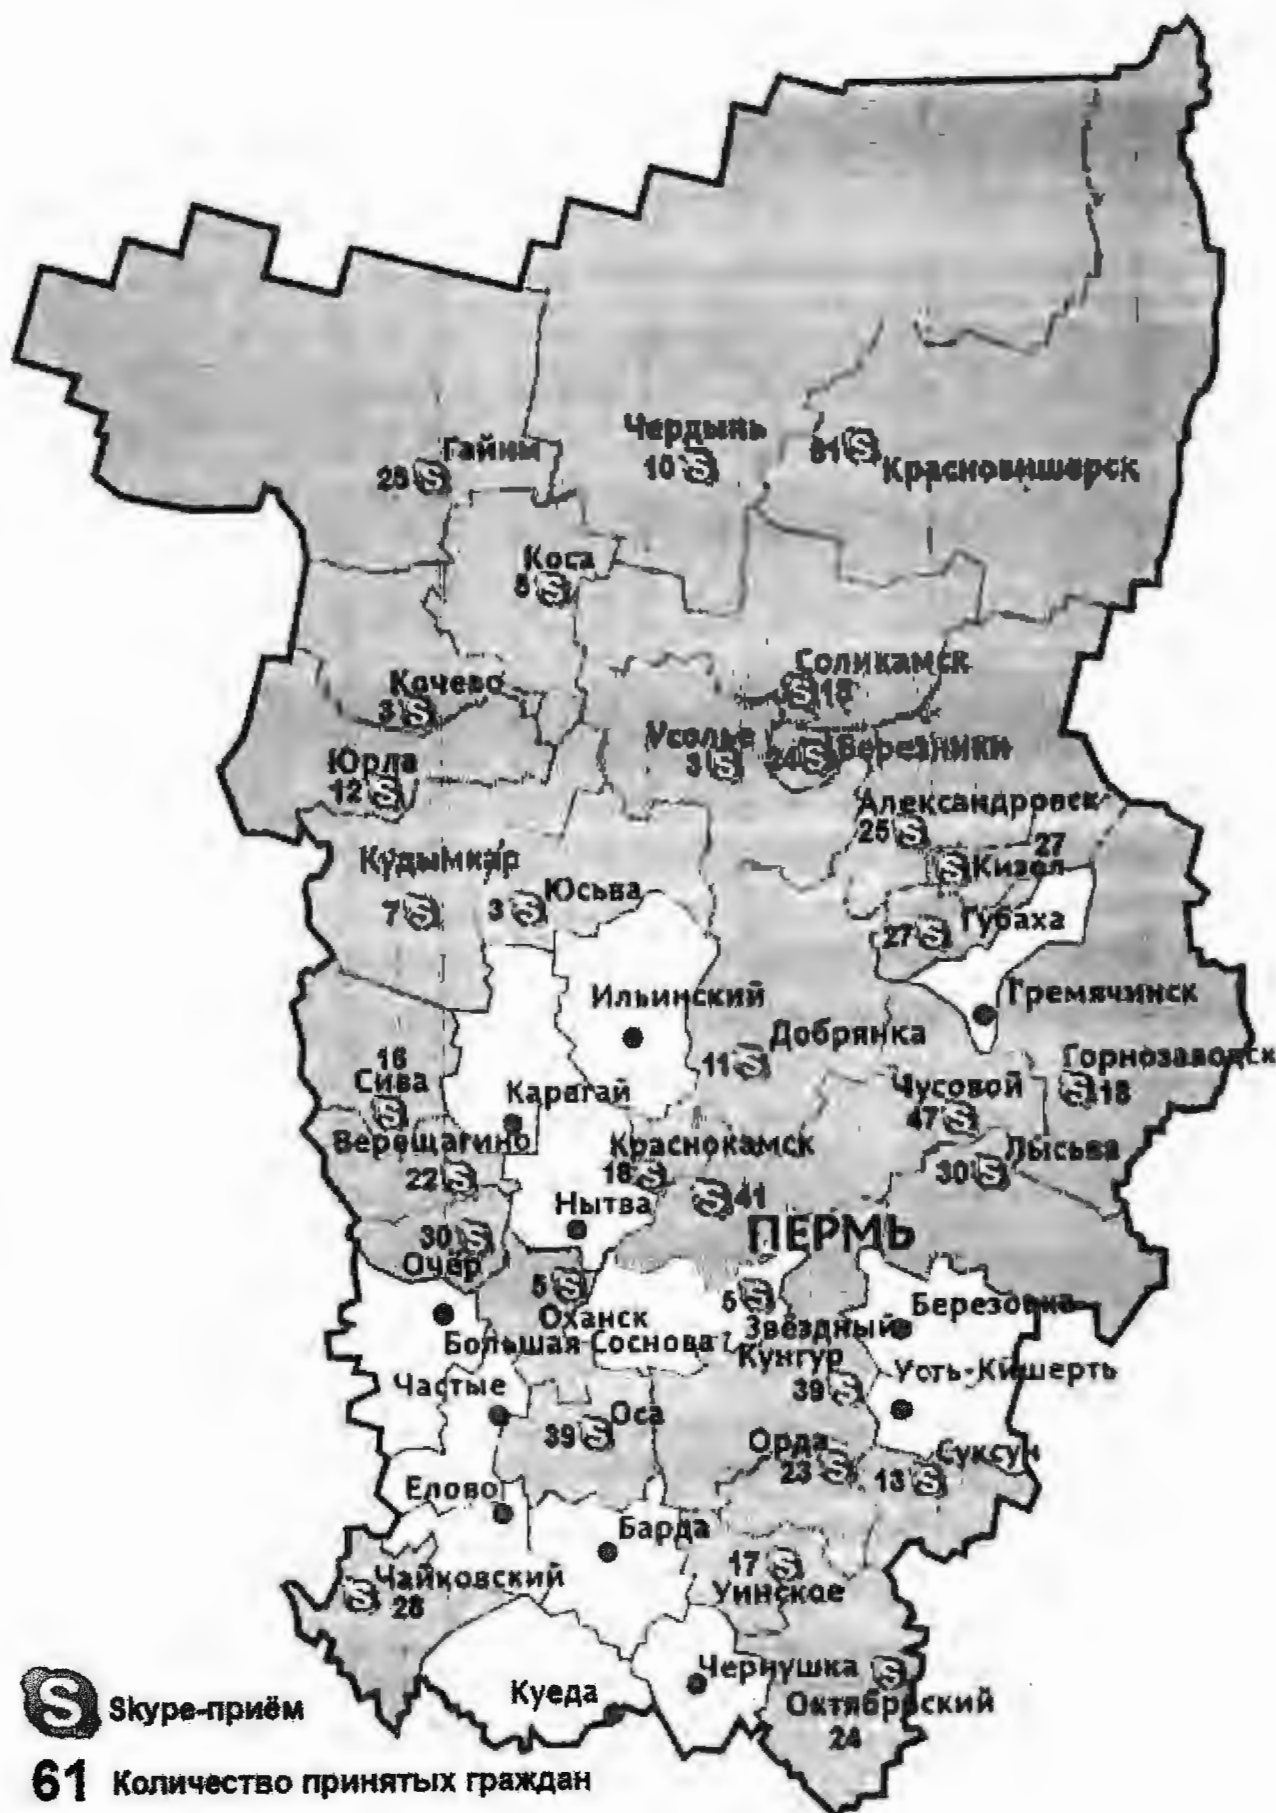 Чердынь
10
Красновишерск
Гайны
25
Коса
Соликамск
Кочево
3
Усолье
3
24
Березники
Юрла
12
Александровск
25
27
Кизел
Кудымкар
7
3
Юсьва
Губаха
27
Ильинский
Гремячинск
Добрянка
11
16
Сива
Горнозаводск
18
Чусовой
47
Карагай
Верещагино
22
Краснокамск
18
Лысьва
30
Нытва
41
ПЕРМЬ
30
Очёр
5
Оханск
Звёздный
Березовка
Большая Соснова
Кунгур
39
Усть-Кишерть
Частые
Оса
39
Орда
23
Суксун
13
Елово
Барда
17
Уинское
Чайковский
28
Чернушка
Куеда
Октябрьский
24
S Skype-приём
61 Количество принятых граждан